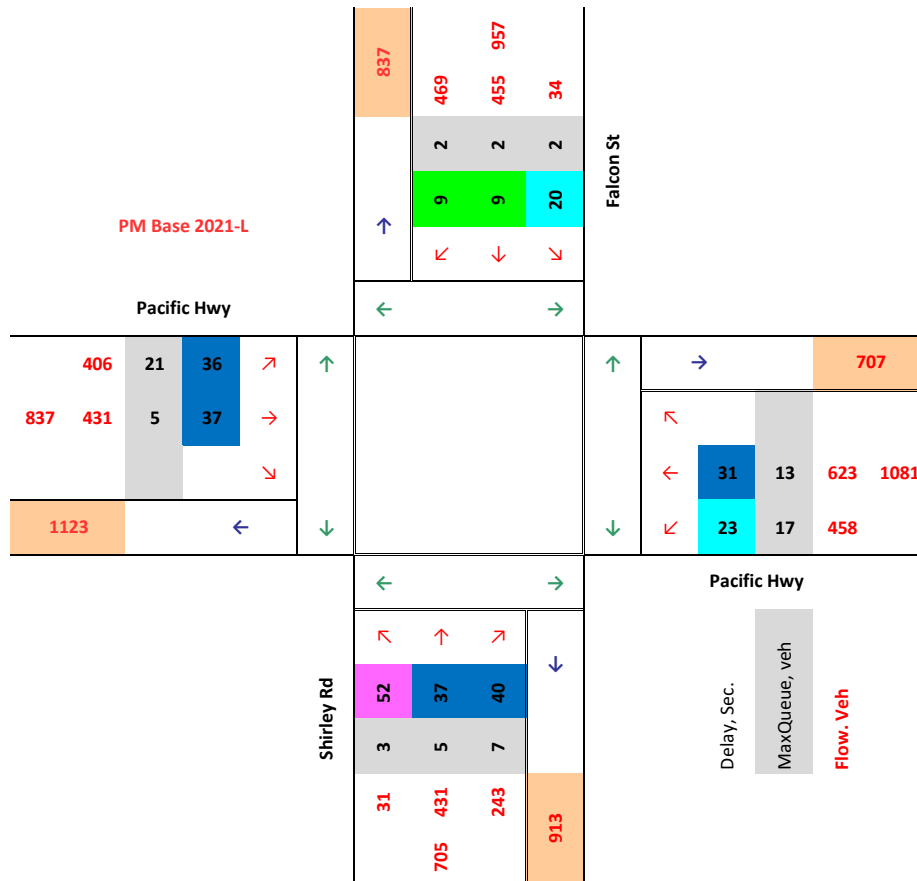 837
957
469 455 34
2 2 2
9 9 20
Falcon St
PM Base 2021-L
↑
↙ ↓ ↘
Pacific Hwy
← →
406 21 36 ↗
↑
↑
→ 707
837 431 5 37 →
↘
↖
← 31 13 623 1081
1123 ←
↓
↓
↙ 23 17 458
Pacific Hwy
← →
↖ ↑ ↗
↓
Shirley Rd
52 37 40
3 5 7
31 431 243
705
913
Delay, Sec.
MaxQueue, veh
Flow. Veh